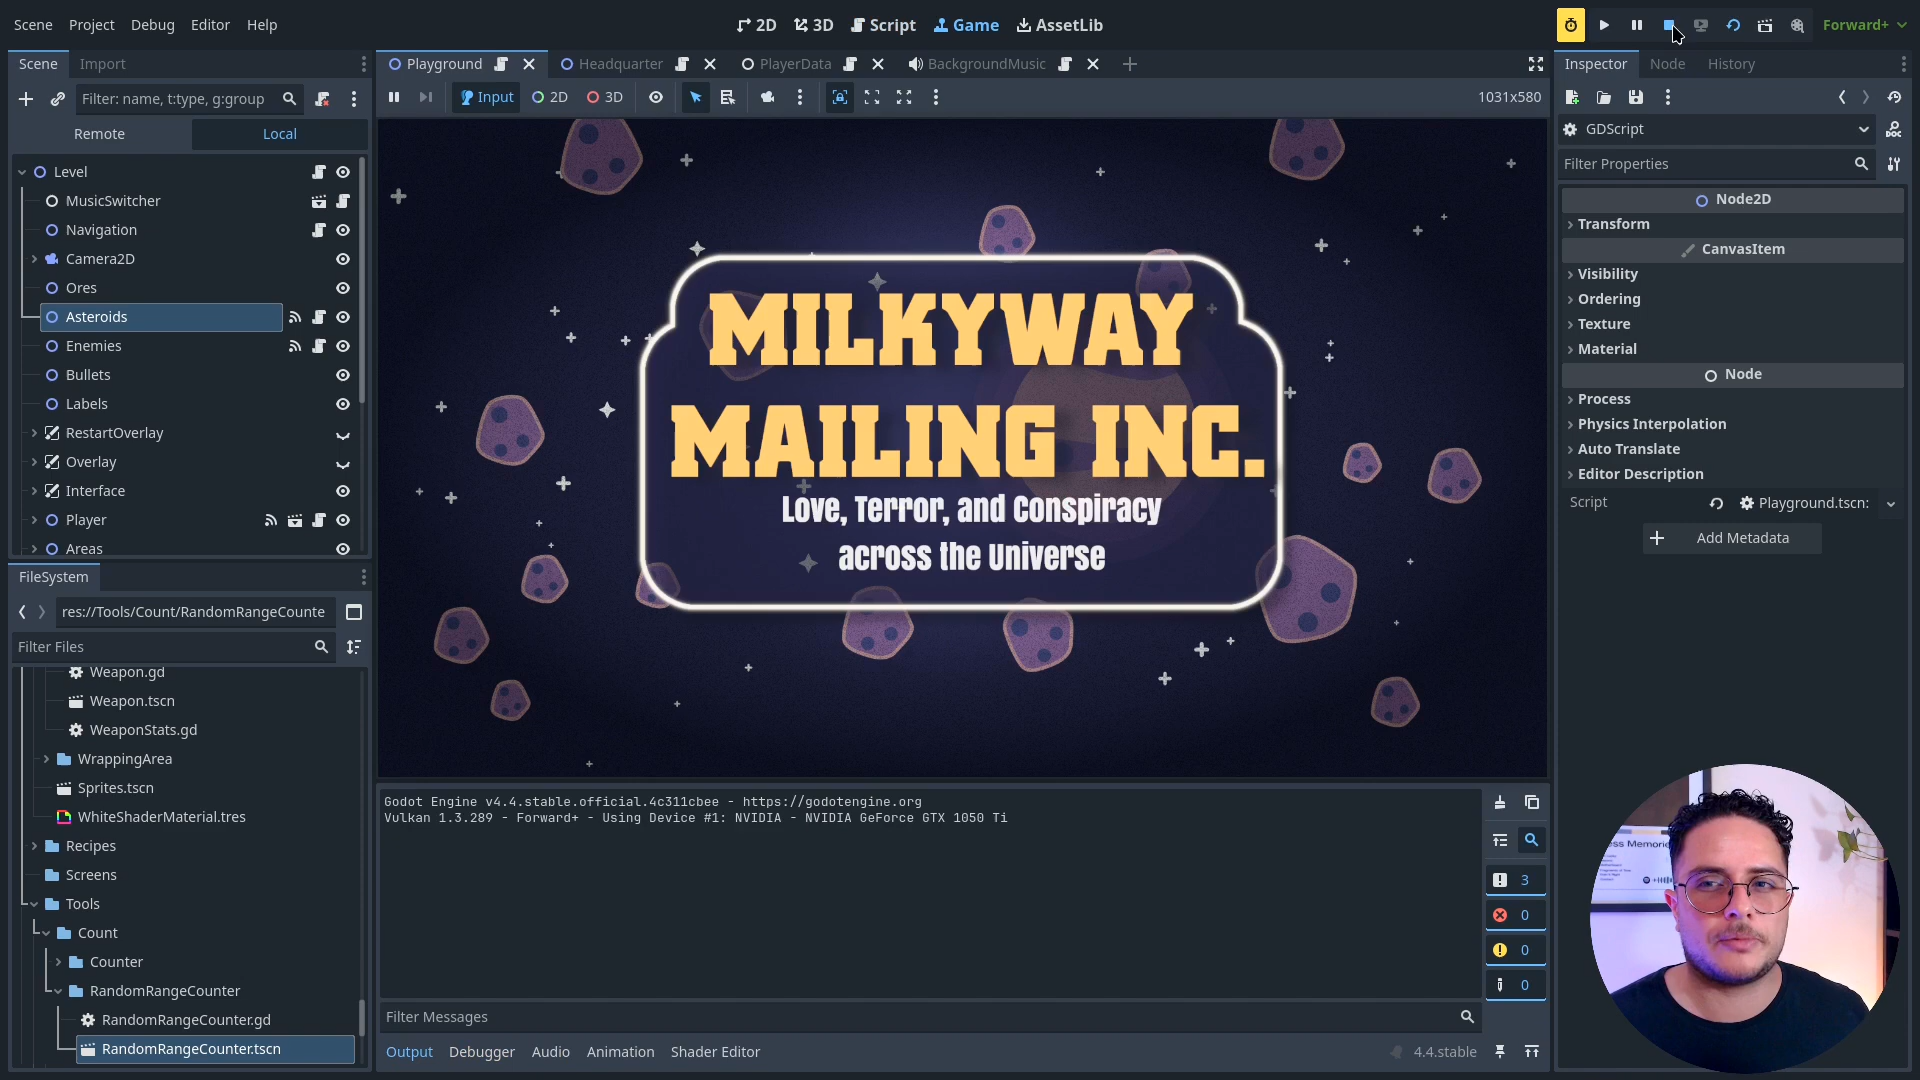 Scene Project Debug Editor Help
2D 3D Script Game AssetLib
Forward+
Scene Import
Filter: name, t:type, g:group
Remote Local
Level
MusicSwitcher
Navigation
Camera2D
Ores
Asteroids
Enemies
Bullets
Labels
RestartOverlay
Overlay
Interface
Player
Areas
FileSystem
res://Tools/Count/RandomRangeCounte
Filter Files
Weapon.gd
Weapon.tscn
WeaponStats.gd
WrappingArea
Sprites.tscn
WhiteShaderMaterial.tres
Recipes
Screens
Tools
Count
Counter
RandomRangeCounter
RandomRangeCounter.gd
RandomRangeCounter.tscn
Playground Headquarter PlayerData BackgroundMusic
Input 2D 3D 1031x580
MILKYWAY
MAILING INC.
Love, Terror, and Conspiracy
across the Universe
Godot Engine v4.4.stable.official.4c311cbee - https://godotengine.org
Vulkan 1.3.289 - Forward+ - Using Device #1: NVIDIA - NVIDIA GeForce GTX 1050 Ti
3
0
0
0
Filter Messages
Output Debugger Audio Animation Shader Editor 4.4.stable
Inspector Node History
GDScript
Filter Properties
Node2D
Transform
CanvasItem
Visibility
Ordering
Texture
Material
Node
Process
Physics Interpolation
Auto Translate
Editor Description
Script Playground.tscn:
Add Metadata
ess Memorie